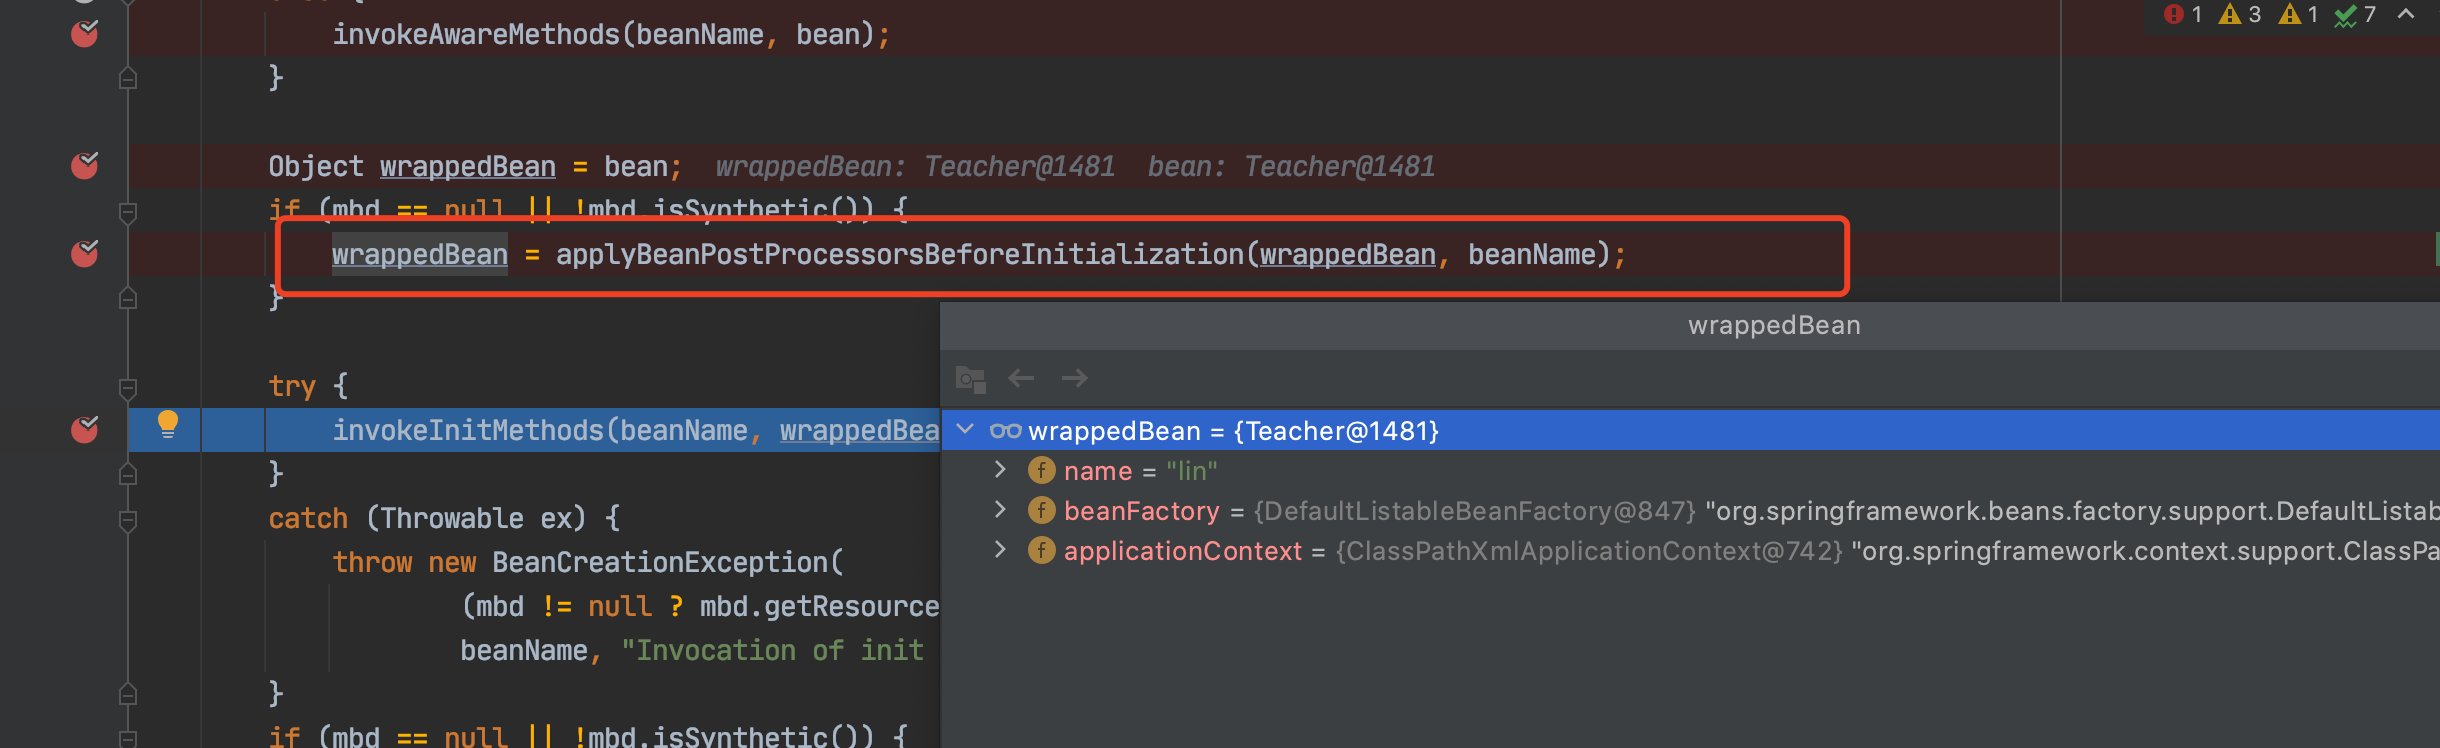 1 3 1 7
invokeAwareMethods(beanName, bean);
}
Object wrappedBean = bean; wrappedBean: Teacher@1481 bean: Teacher@1481
if (mbd == null || !mbd.isSynthetic()) {
wrappedBean = applyBeanPostProcessorsBeforeInitialization(wrappedBean, beanName);
}
wrappedBean
try {
invokeInitMethods(beanName, wrappedBea
wrappedBean = {Teacher@1481}
}
f name = "lin"
catch (Throwable ex) {
f beanFactory = {DefaultListableBeanFactory@847} "org.springframework.beans.factory.support.DefaultListab
throw new BeanCreationException(
f applicationContext = {ClassPathXmlApplicationContext@742} "org.springframework.context.support.ClassPa
(mbd != null ? mbd.getResource
beanName, "Invocation of init
}
if (mbd == null || !mbd.isSynthetic()) {